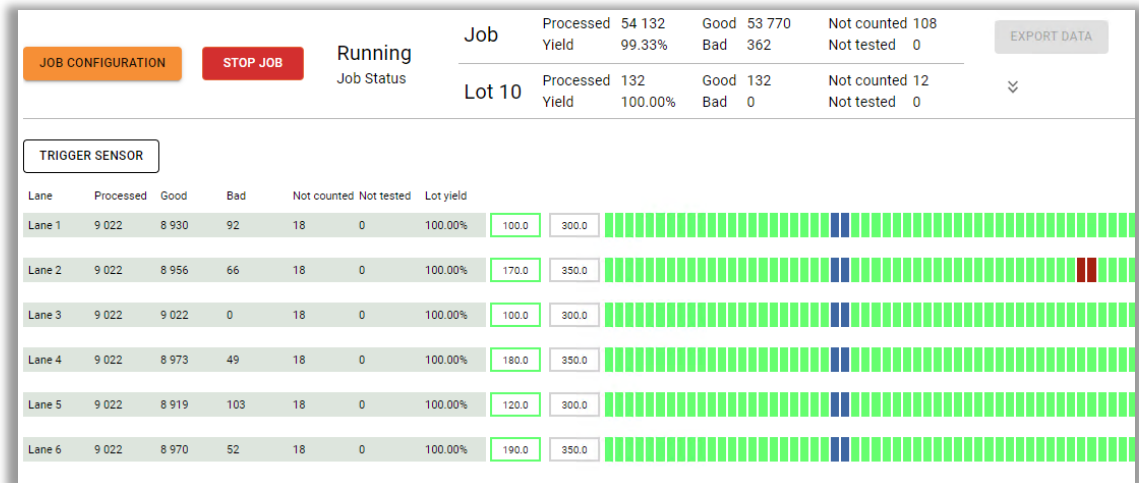 JOB CONFIGURATION STOP JOB Running Job Status
Job Processed 54 132 Good 53 770 Not counted 108 EXPORT DATA
Yield 99.33% Bad 362 Not tested 0
Lot 10 Processed 132 Good 132 Not counted 12
Yield 100.00% Bad 0 Not tested 0
TRIGGER SENSOR
Lane Processed Good Bad Not counted Not tested Lot yield
Lane 1 9 022 8 930 92 18 0 100.00% 100.0 300.0
Lane 2 9 022 8 956 66 18 0 100.00% 170.0 350.0
Lane 3 9 022 9 022 0 18 0 100.00% 100.0 300.0
Lane 4 9 022 8 973 49 18 0 100.00% 180.0 350.0
Lane 5 9 022 8 919 103 18 0 100.00% 120.0 300.0
Lane 6 9 022 8 970 52 18 0 100.00% 190.0 350.0